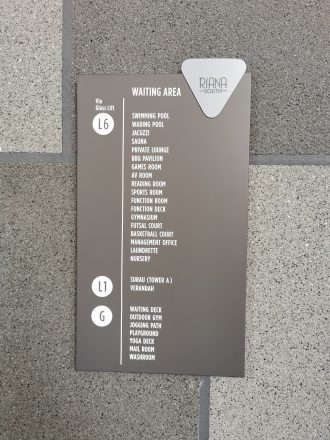 RIANA
SOUTH
WAITING AREA
Via
Glass Lift
L6
SWIMMING POOL
WADING POOL
JACUZZI
SAUNA
PRIVATE LOUNGE
BBQ PAVILION
GAMES ROOM
AV ROOM
READING ROOM
SPORTS ROOM
FUNCTION ROOM
FUNCTION DECK
GYMNASIUM
FUTSAL COURT
BASKETBALL COURT
MANAGEMENT OFFICE
LAUNDRETTE
NURSERY
L1
SURAU (TOWER A)
VERANDAH
G
WAITING DECK
OUTDOOR GYM
JOGGING PATH
PLAYGROUND
YOGA DECK
MAIL ROOM
WASHROOM